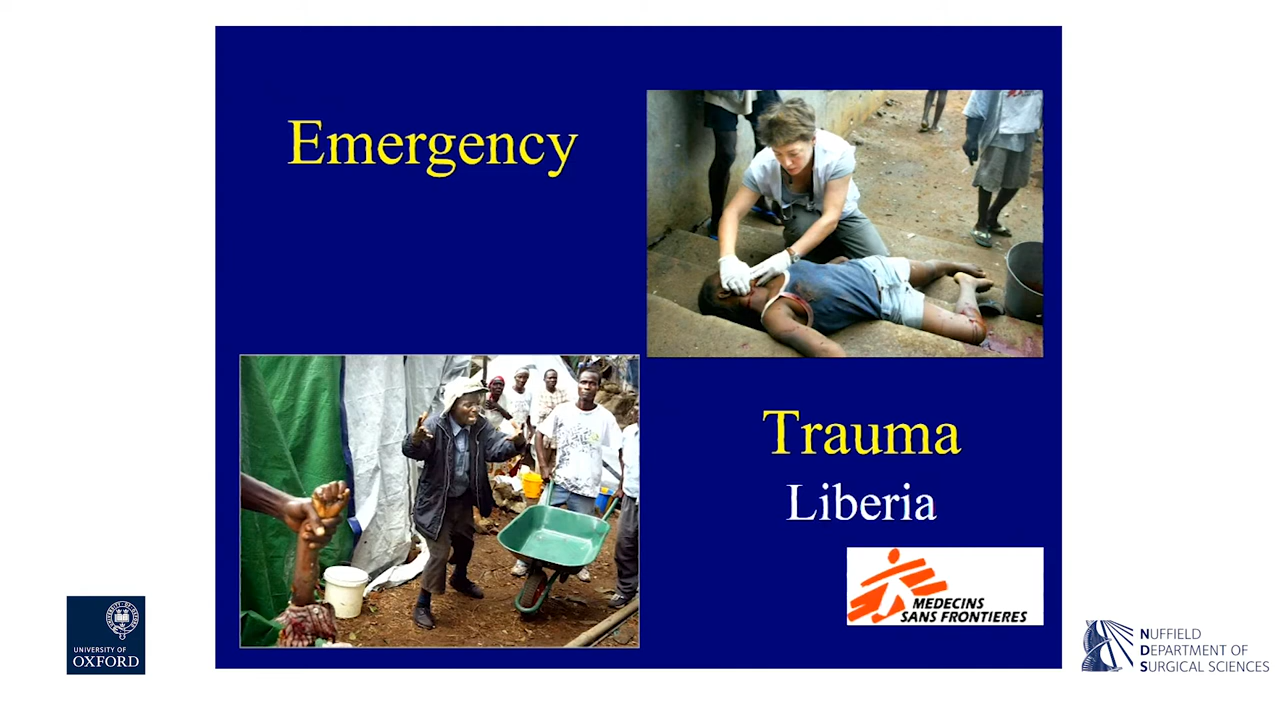 Emergency
Trauma
Liberia
MEDECINS
SANS FRONTIERES
UNIVERSITY OF
OXFORD
NUFFIELD
DEPARTMENT OF
SURGICAL SCIENCES